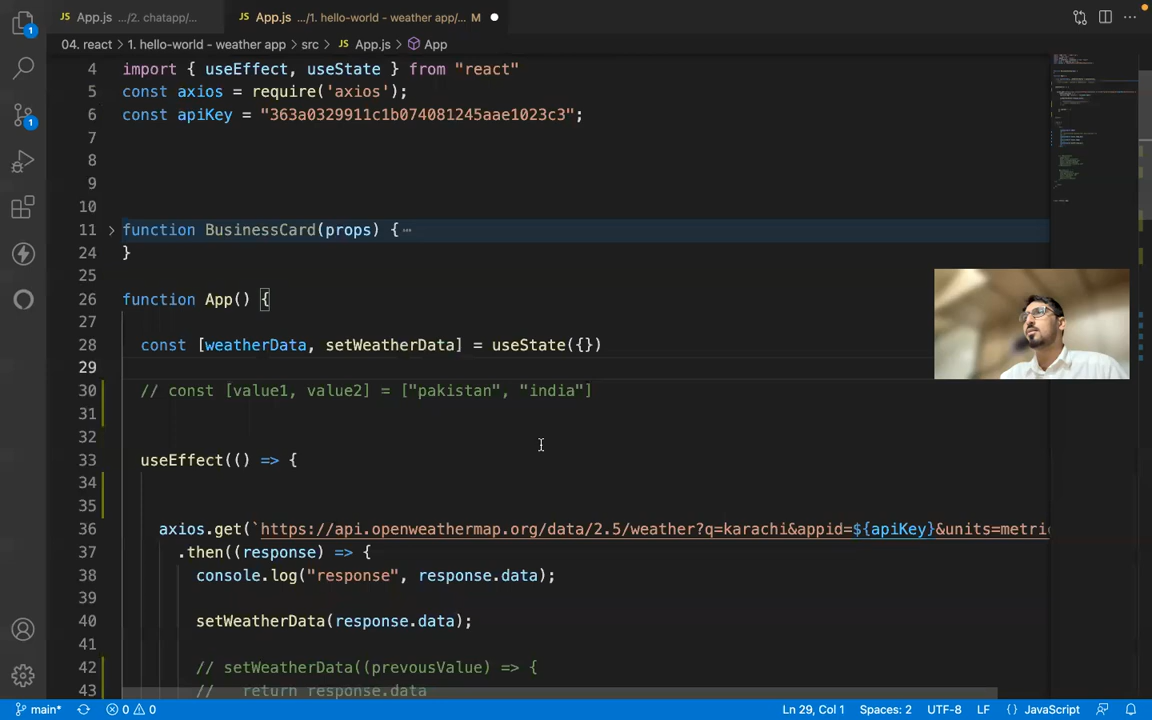 App.js .../2. chatapp/...
App.js .../1. hello-world - weather app/... M
04. react > 1. hello-world - weather app > src > App.js > App
4 import { useEffect, useState } from "react"
5 const axios = require('axios');
6 const apiKey = "363a0329911c1b074081245aae1023c3";
7
8
9
10
11 function BusinessCard(props) { ⋯
24 }
25
26 function App() {
27
28 const [weatherData, setWeatherData] = useState({})
29
30 // const [value1, value2] = ["pakistan", "india"]
31
32
33 useEffect(() => {
34
35
36 axios.get(`https://api.openweathermap.org/data/2.5/weather?q=karachi&appid=${apiKey}&units=metric
37 .then((response) => {
38 console.log("response", response.data);
39
40 setWeatherData(response.data);
41
42 // setWeatherData((prevousValue) => {
43 // return response.data
1
1
main* 0 0 Ln 29, Col 1 Spaces: 2 UTF-8 LF {} JavaScript